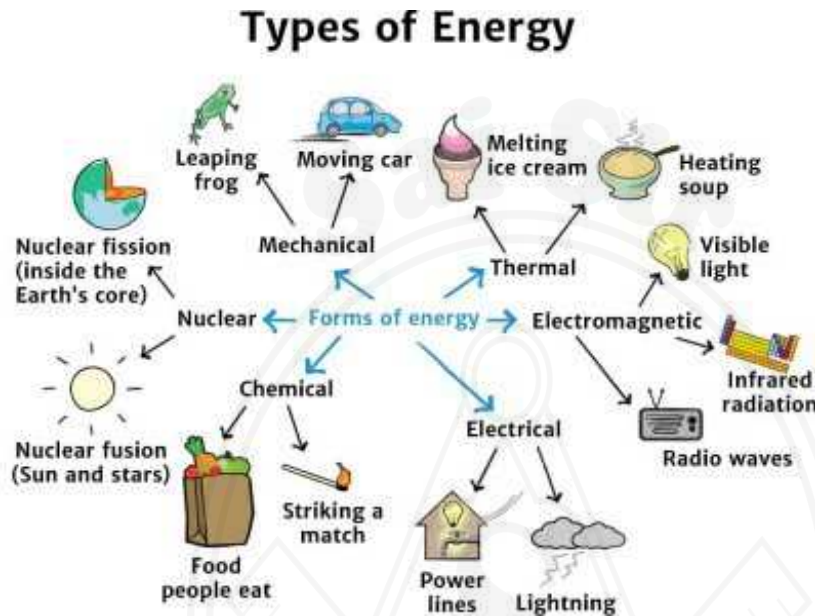 Types of Energy
Leaping
frog
Moving car
Melting
ice cream
Heating
soup
Nuclear fission
(inside the
Earth's core)
Mechanical
Thermal
Visible
light
Nuclear
Forms of energy
Electromagnetic
Infrared
radiation
Chemical
Electrical
Radio waves
Nuclear fusion
(Sun and stars)
Striking a
match
Food
people eat
Power
lines
Lightning